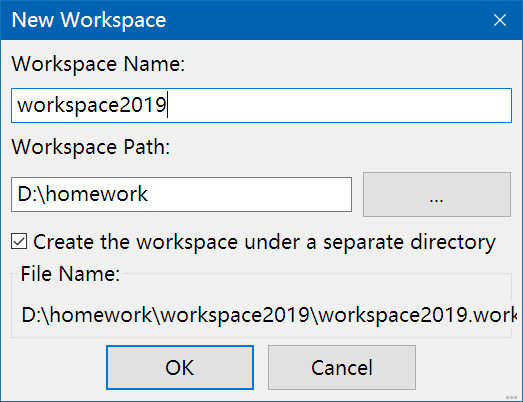 New Workspace
Workspace Name:
workspace2019
Workspace Path:
D:\homework
...
Create the workspace under a separate directory
File Name:
D:\homework\workspace2019\workspace2019.work
OK
Cancel